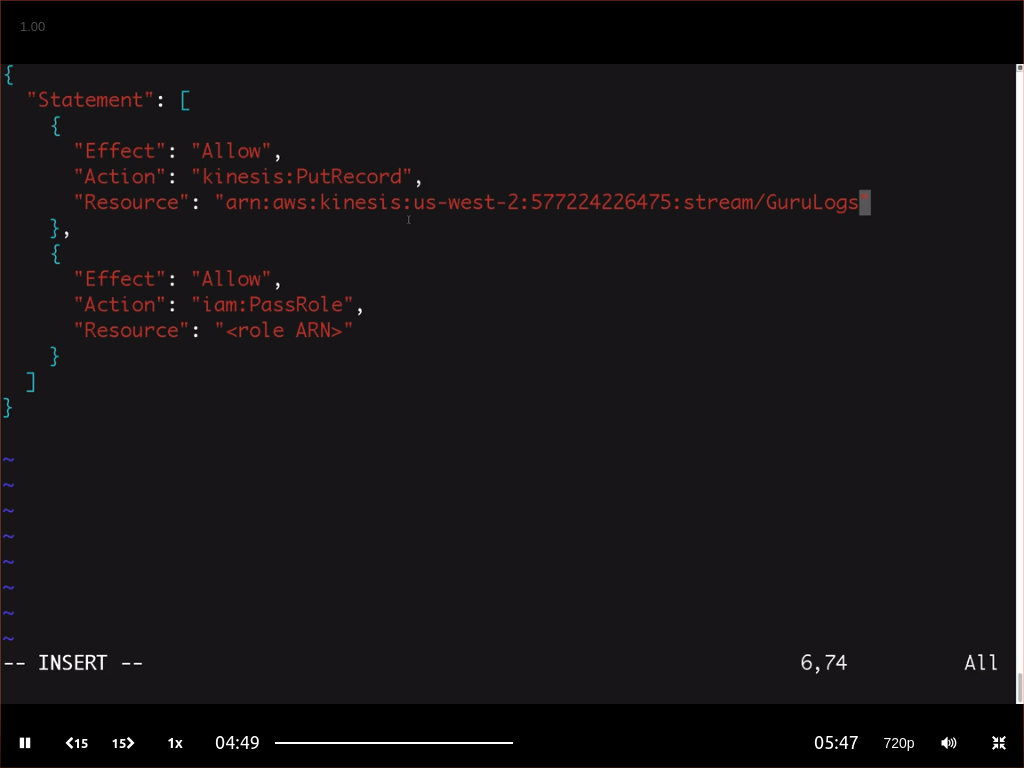 1.00
{
"Statement": [
{
"Effect": "Allow",
"Action": "kinesis:PutRecord",
"Resource": "arn:aws:kinesis:us-west-2:577224226475:stream/GuruLogs"
},
{
"Effect": "Allow",
"Action": "iam:PassRole",
"Resource": "<role ARN>"
}
]
}
~
~
~
~
~
~
~
~
-- INSERT -- 6,74 All
15 15 1x 04:49 05:47 720p